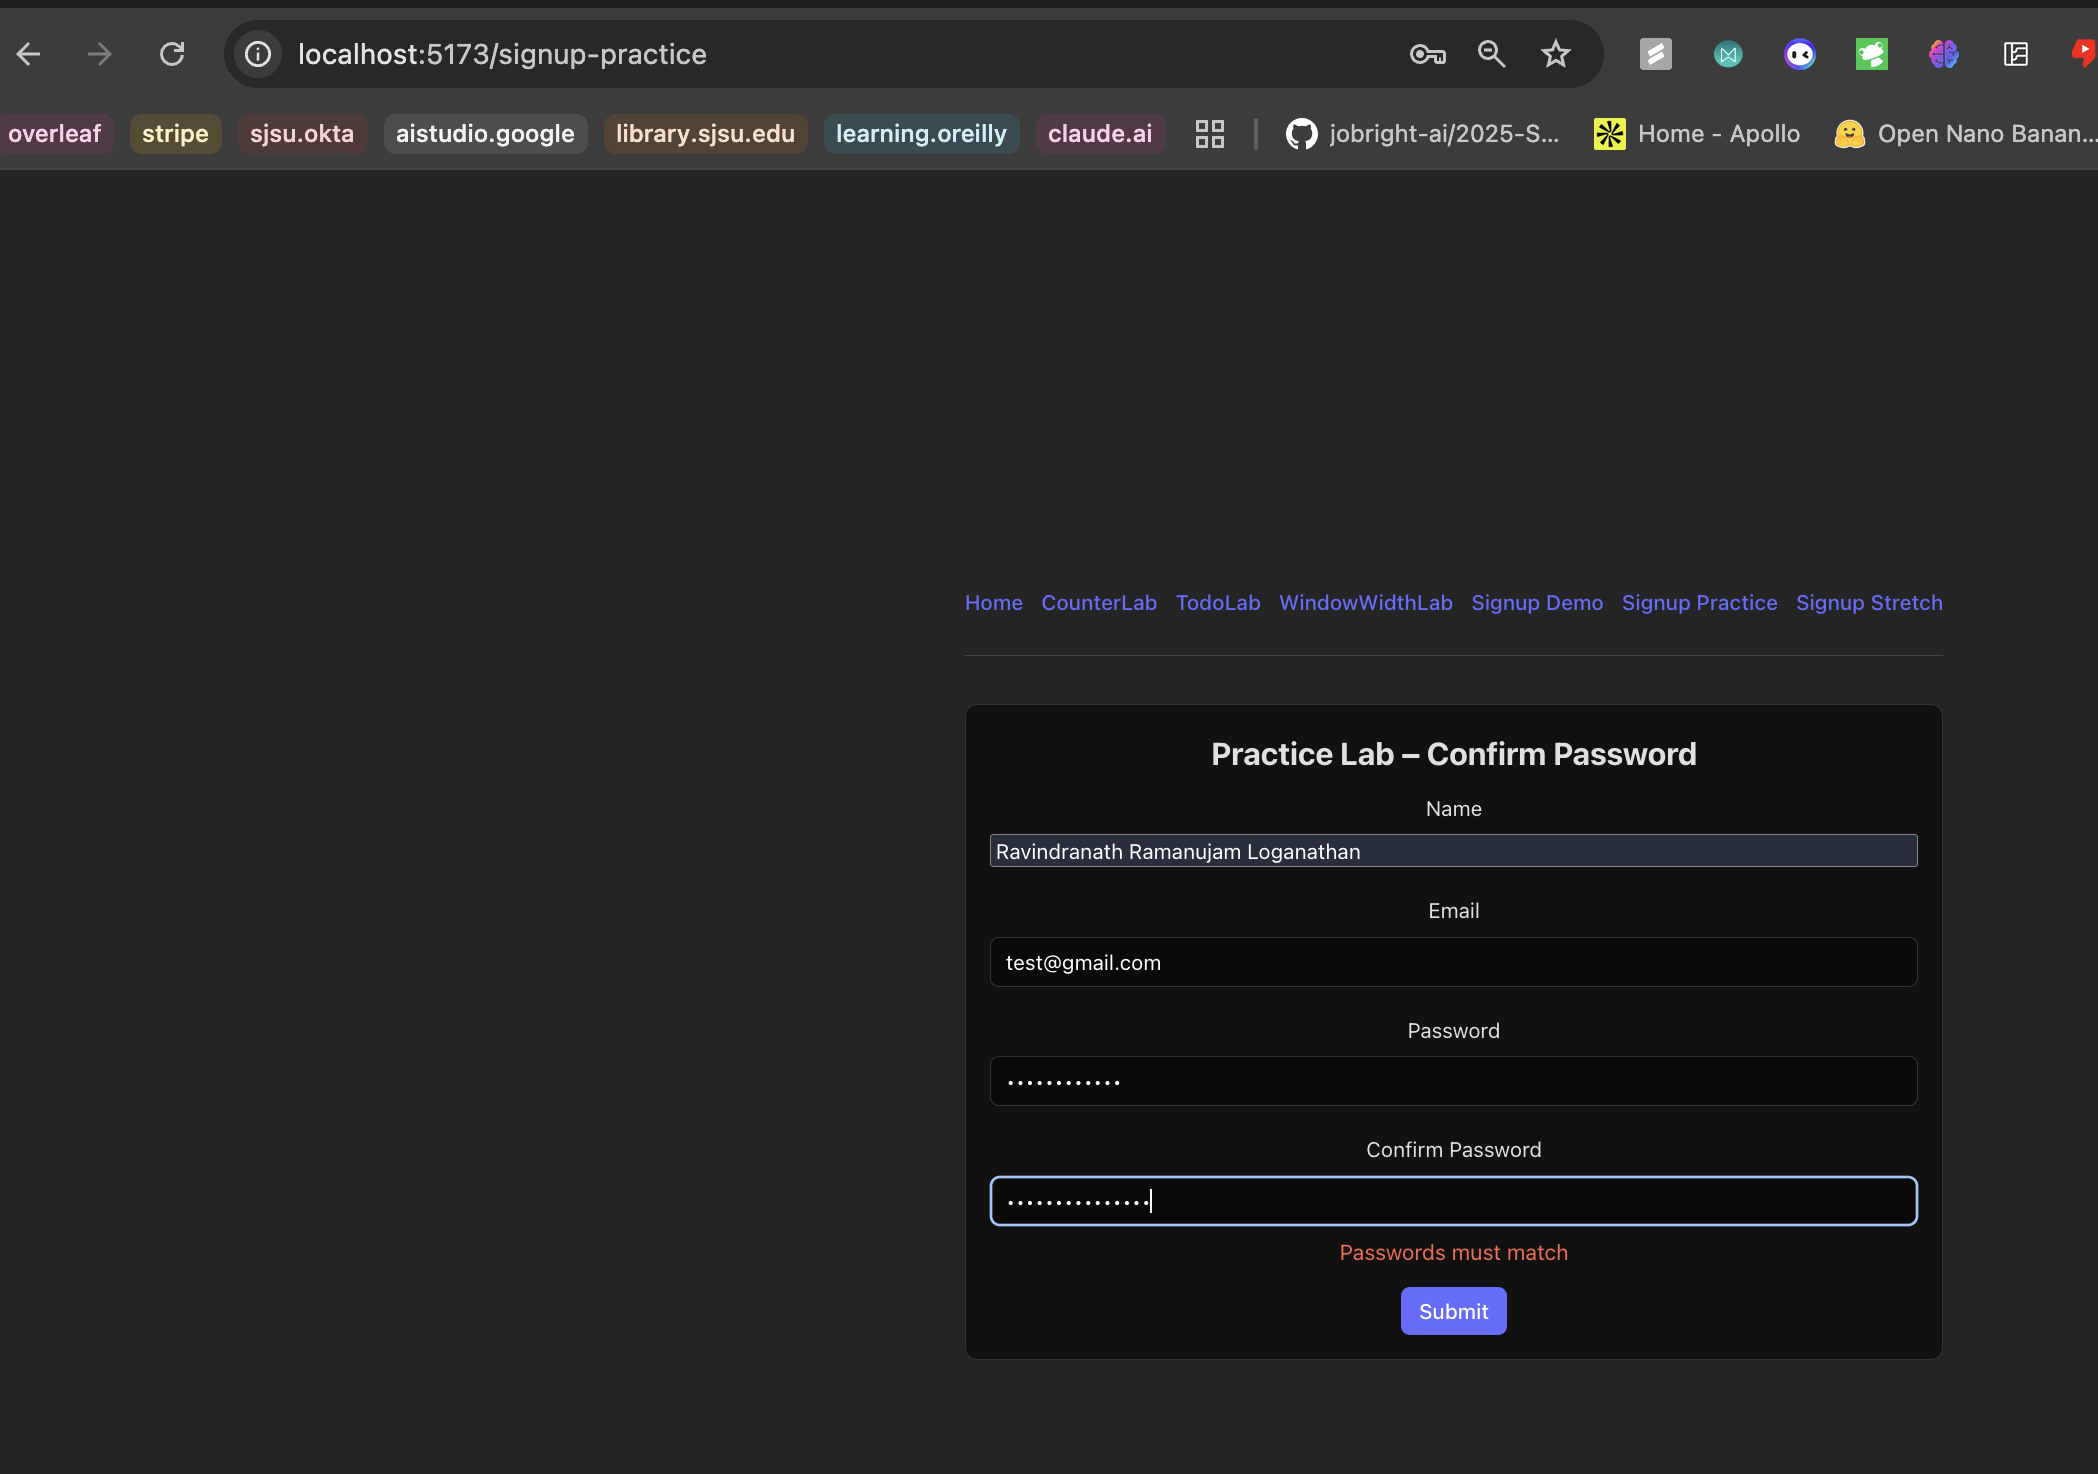 localhost:5173/signup-practice
overleaf stripe sjsu.okta aistudio.google library.sjsu.edu learning.oreilly claude.ai jobright-ai/2025-S... Home - Apollo Open Nano Banan...
Home CounterLab TodoLab WindowWidthLab Signup Demo Signup Practice Signup Stretch
Practice Lab – Confirm Password
Name
Ravindranath Ramanujam Loganathan
Email
test@gmail.com
Password
••••••••••••
Confirm Password
•••••••••••••••
Passwords must match
Submit